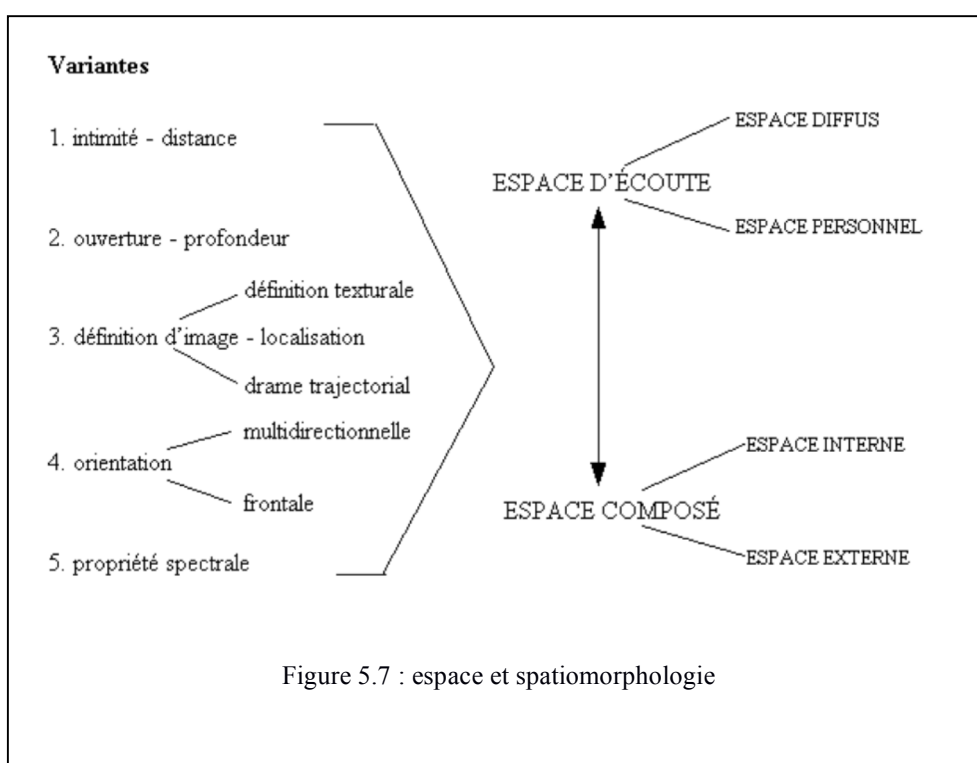 Variantes
1. intimité - distance
2. ouverture - profondeur
définition texturale
3. définition d'image - localisation
drame trajectorial
multidirectionnelle
4. orientation
frontale
5. propriété spectrale
ESPACE DIFFUS
ESPACE D'ÉCOUTE
ESPACE PERSONNEL
ESPACE INTERNE
ESPACE COMPOSÉ
ESPACE EXTERNE
Figure 5.7 : espace et spatiomorphologie